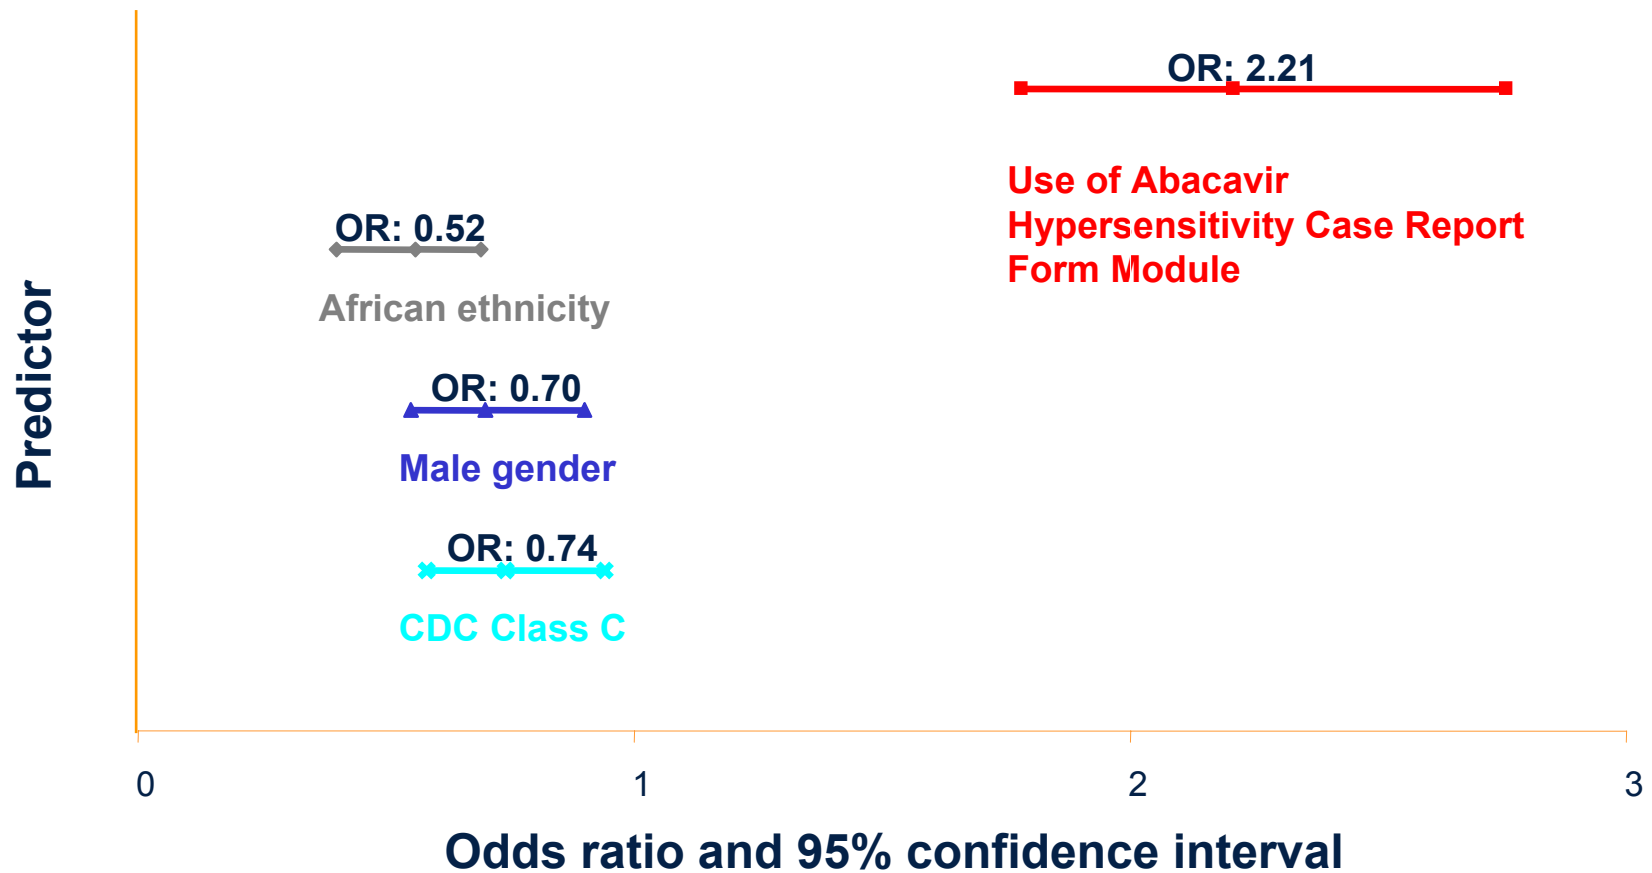 OR: 2.21
Use of Abacavir
Hypersensitivity Case Report
Form Module
OR: 0.52
African ethnicity
OR: 0.70
Male gender
OR: 0.74
CDC Class C
Predictor
0 1 2 3
Odds ratio and 95% confidence interval